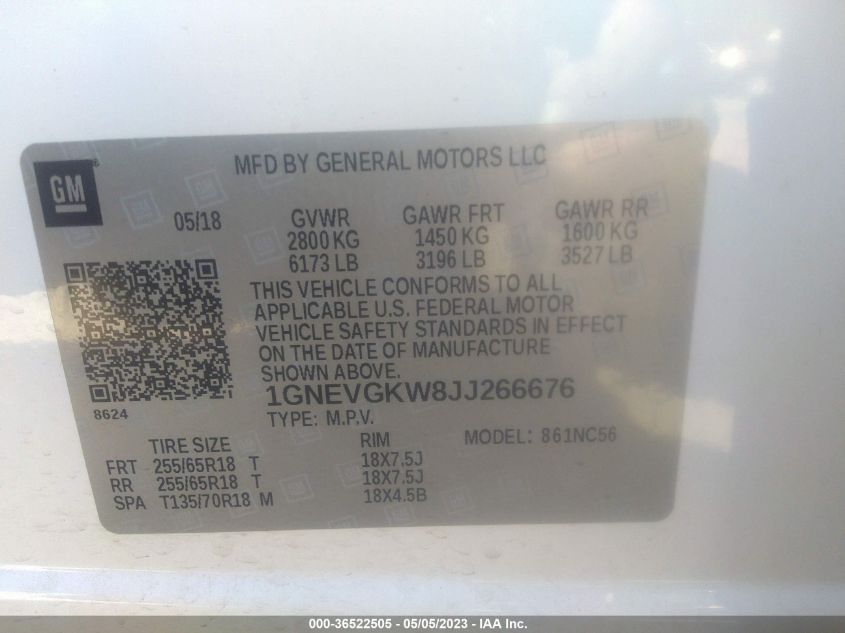 GM ®
MFD BY GENERAL MOTORS LLC
05/18 GVWR GAWR FRT GAWR RR
2800 KG 1450 KG 1600 KG
6173 LB 3196 LB 3527 LB
THIS VEHICLE CONFORMS TO ALL
APPLICABLE U.S. FEDERAL MOTOR
VEHICLE SAFETY STANDARDS IN EFFECT
ON THE DATE OF MANUFACTURE
SHOWN ABOVE.
1GNEVGKW8JJ266676
8624
TYPE: M.P.V.
TIRE SIZE RIM MODEL: 861NC56
FRT 255/65R18 T 18X7.5J
RR 255/65R18 T 18X7.5J
SPA T135/70R18 M 18X4.5B
000-36522505 - 05/05/2023 - IAA Inc.